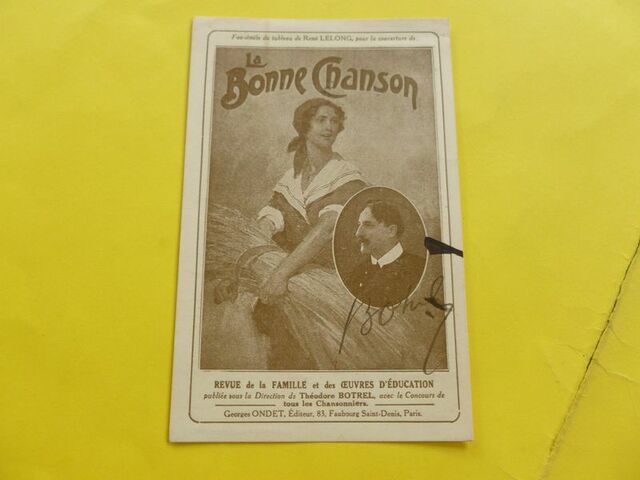 Fac-similé du tableau de René LELONG, pour la couverture de
La
Bonne Chanson
REVUE de la FAMILLE et des ŒUVRES D'ÉDUCATION
publiée sous la Direction de Théodore BOTREL, avec le Concours de
tous les Chansonniers.
Georges ONDET, Éditeur, 83, Faubourg Saint-Denis, Paris.